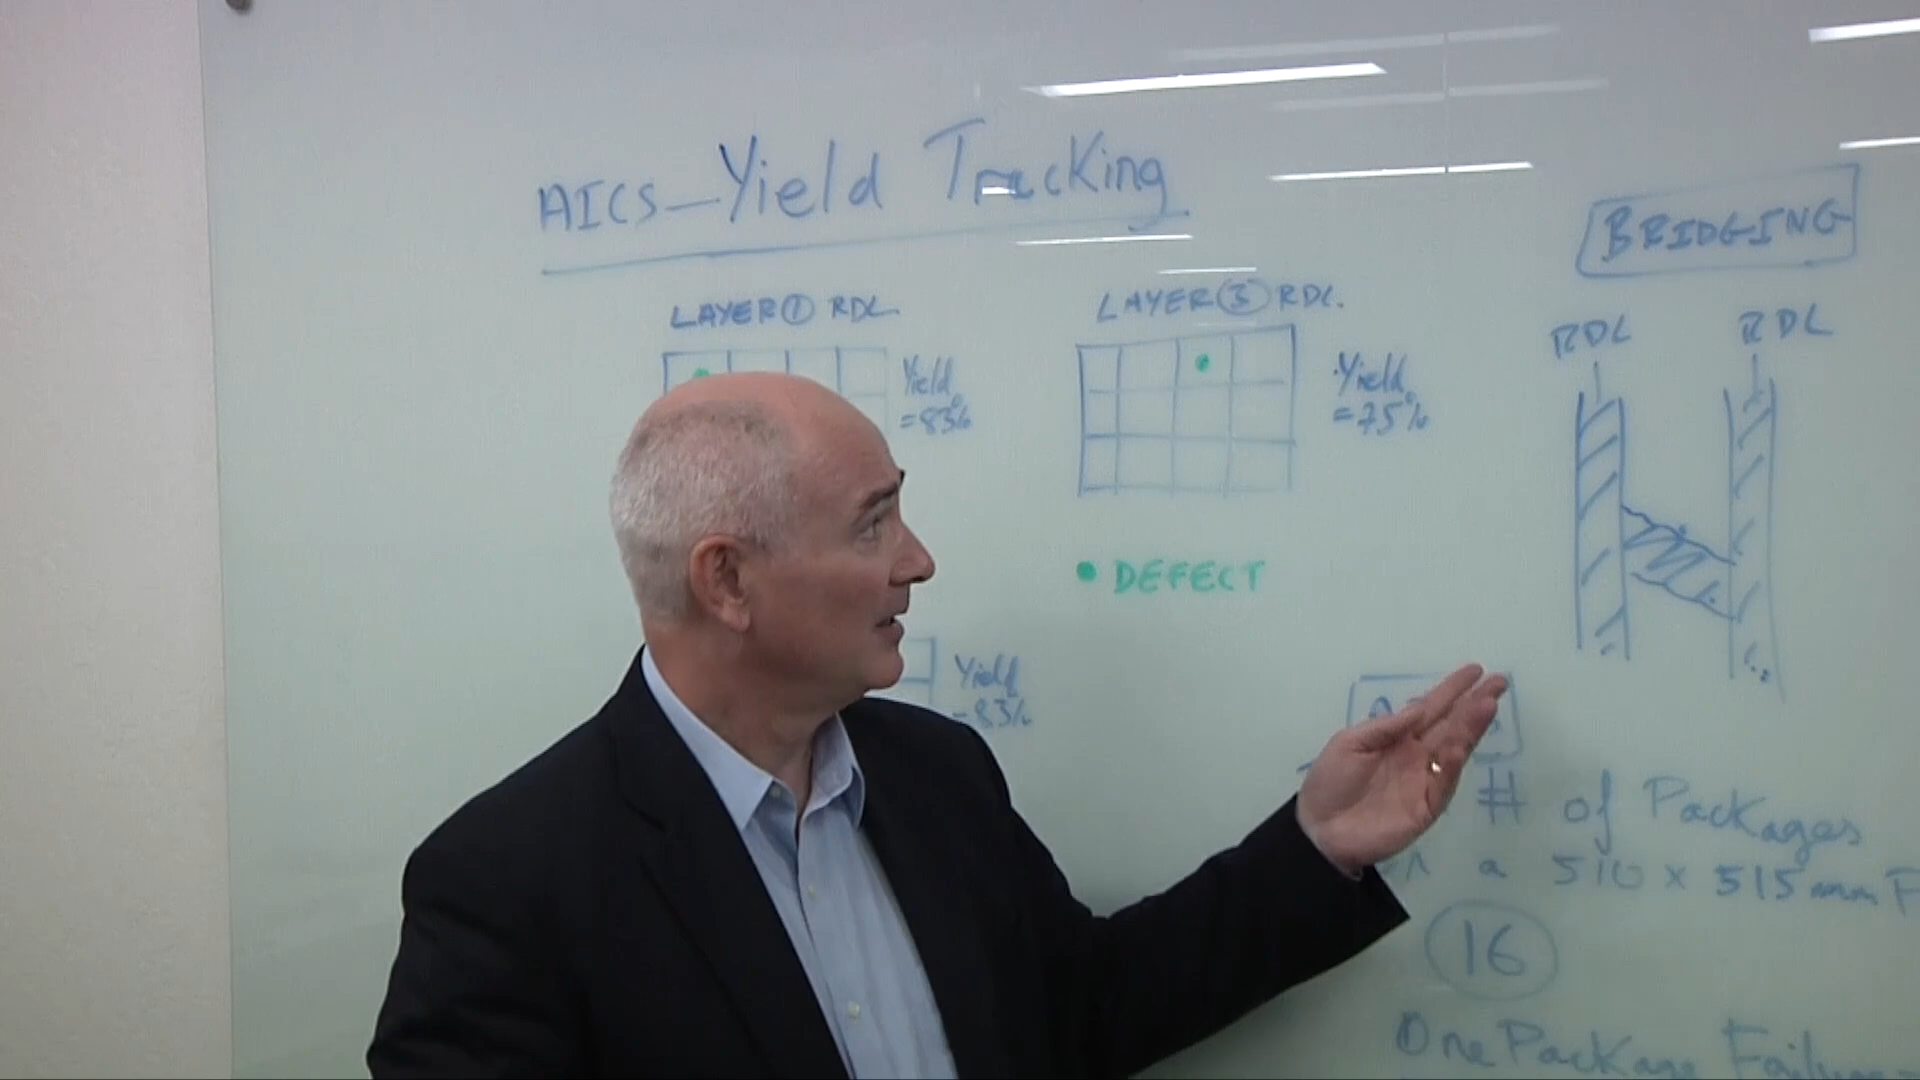 AICS - Yield Tracking
LAYER 1 RDL
Yield
= 83%
LAYER 3 RDL.
Yield
= 75%
DEFECT
Yield
= 83%
BRIDGING
RDL RDL
# of Packages
a 510 x 515 mm
16
One Package Failure